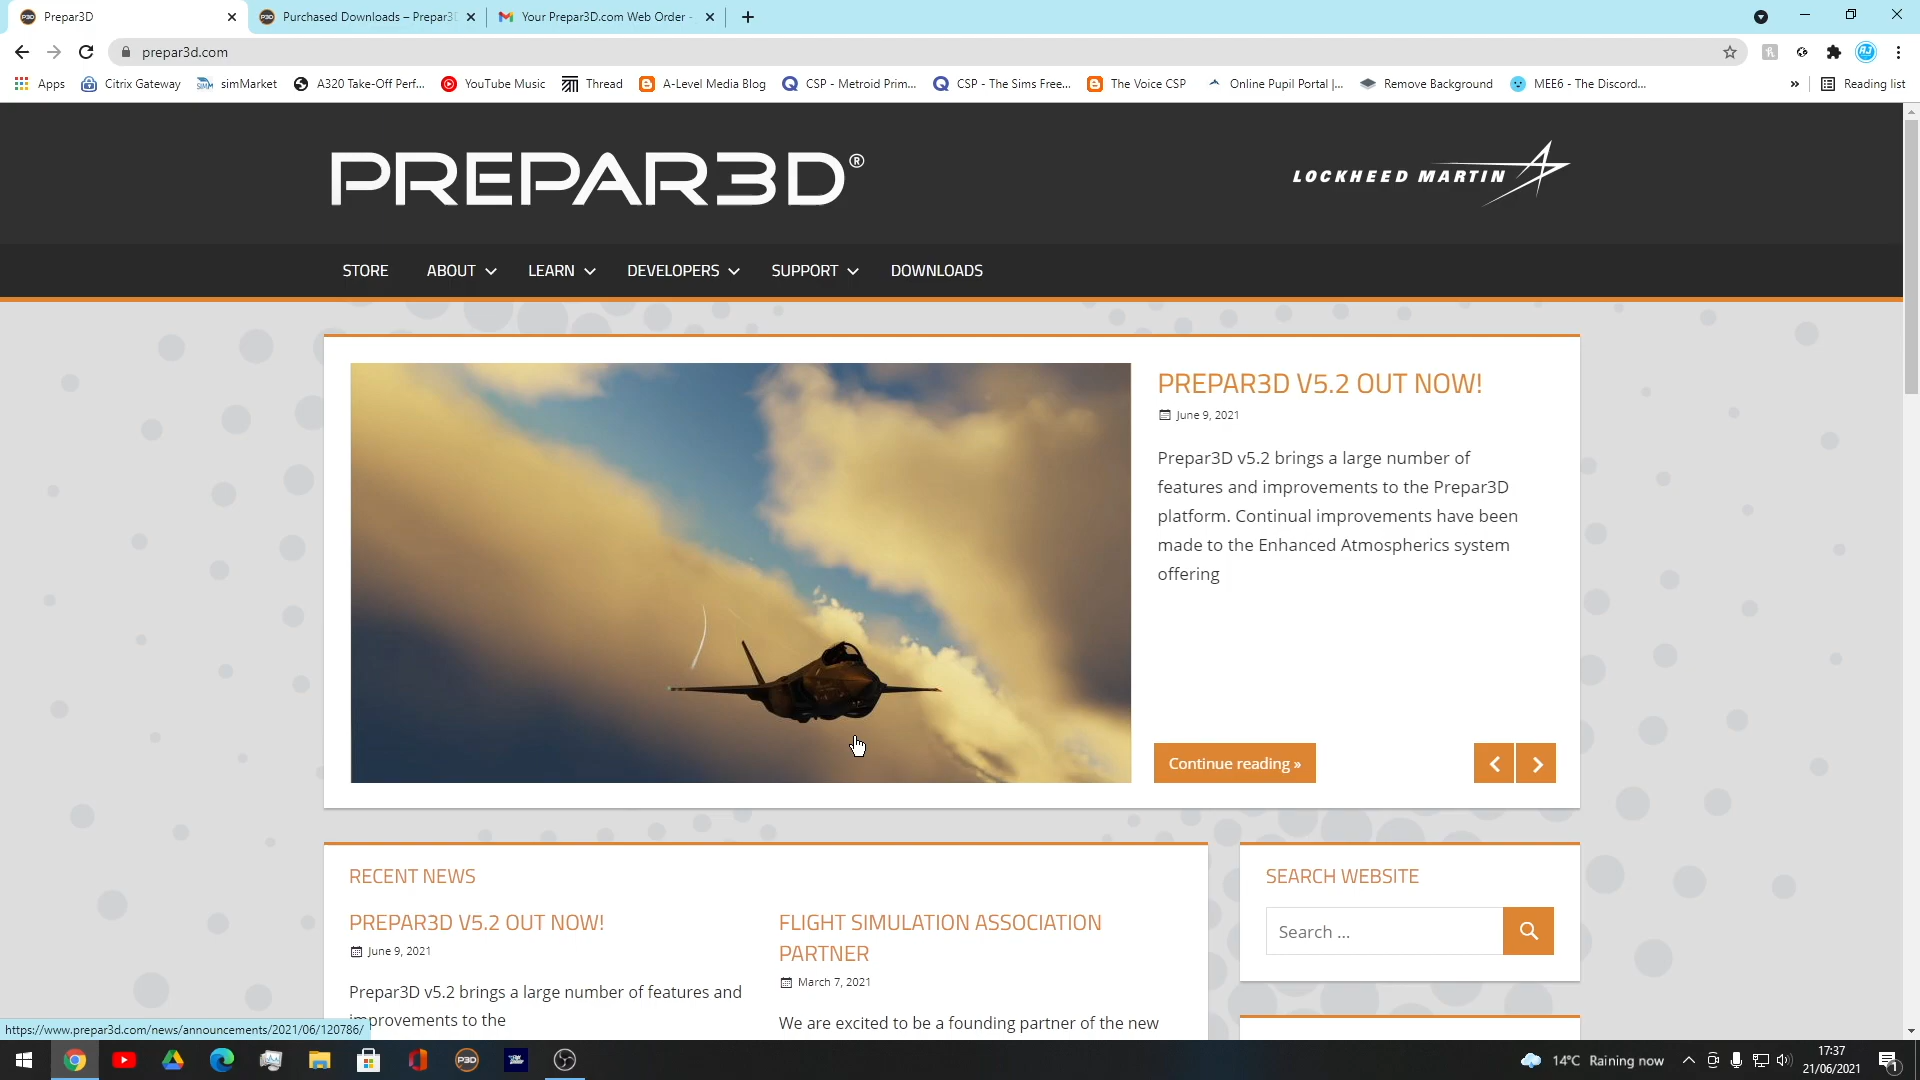 Prepar3D
Purchased Downloads – Prepar3D
Your Prepar3D.com Web Order -
prepar3d.com
Apps
Citrix Gateway
simMarket
A320 Take-Off Perf...
YouTube Music
Thread
A-Level Media Blog
CSP - Metroid Prim...
CSP - The Sims Free...
The Voice CSP
Online Pupil Portal |...
Remove Background
MEE6 - The Discord...
»
Reading list
PREPAR3D®
LOCKHEED MARTIN
STORE
ABOUT
LEARN
DEVELOPERS
SUPPORT
DOWNLOADS
PREPAR3D V5.2 OUT NOW!
June 9, 2021
Prepar3D v5.2 brings a large number of
features and improvements to the Prepar3D
platform. Continual improvements have been
made to the Enhanced Atmospherics system
offering
Continue reading »
RECENT NEWS
PREPAR3D V5.2 OUT NOW!
June 9, 2021
Prepar3D v5.2 brings a large number of features and
improvements to the
FLIGHT SIMULATION ASSOCIATION
PARTNER
March 7, 2021
We are excited to be a founding partner of the new
SEARCH WEBSITE
Search ...
https://www.prepar3d.com/news/announcements/2021/06/120786/
P3D
14°C Raining now
17:37
21/06/2021
1